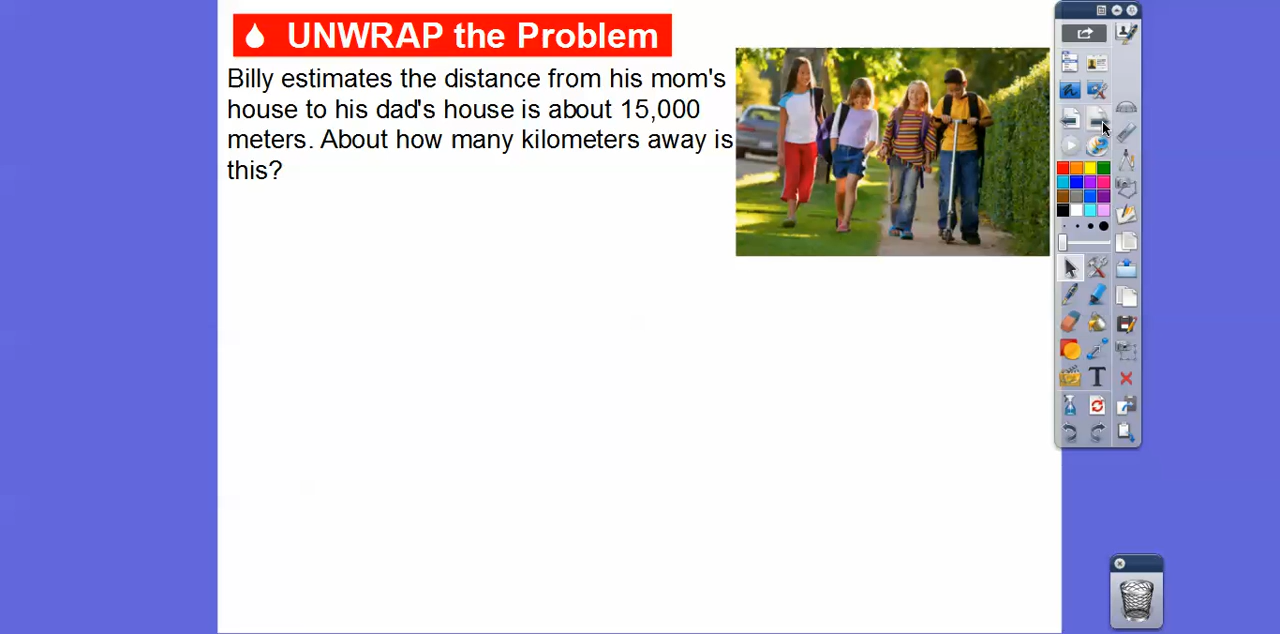 UNWRAP the Problem
Billy estimates the distance from his mom's
house to his dad's house is about 15,000
meters. About how many kilometers away is
this?
T